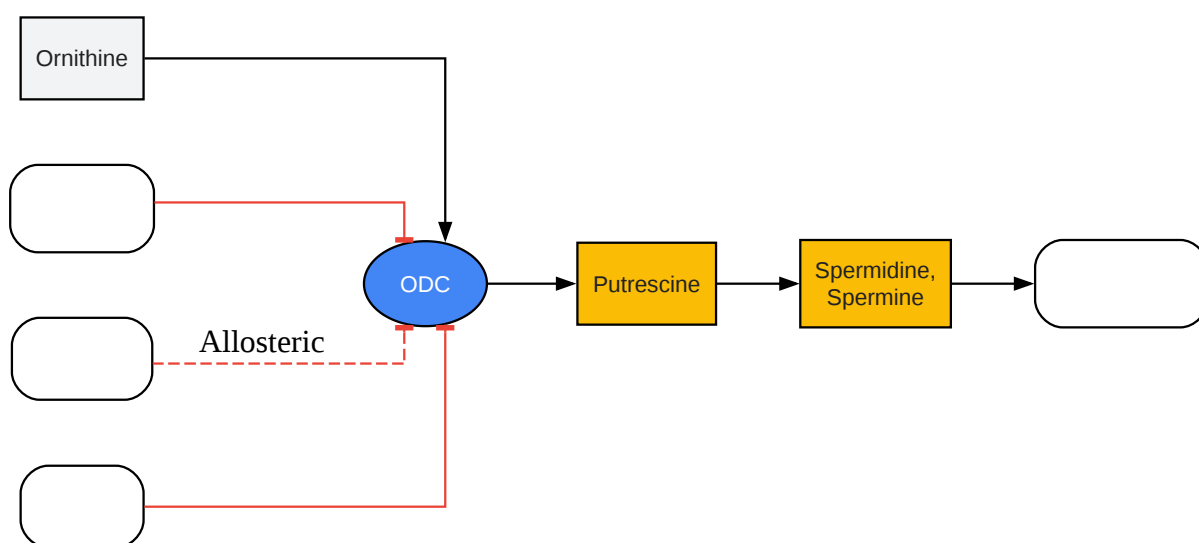 Ornithine
ODC
Putrescine
Spermidine,
Spermine
Allosteric